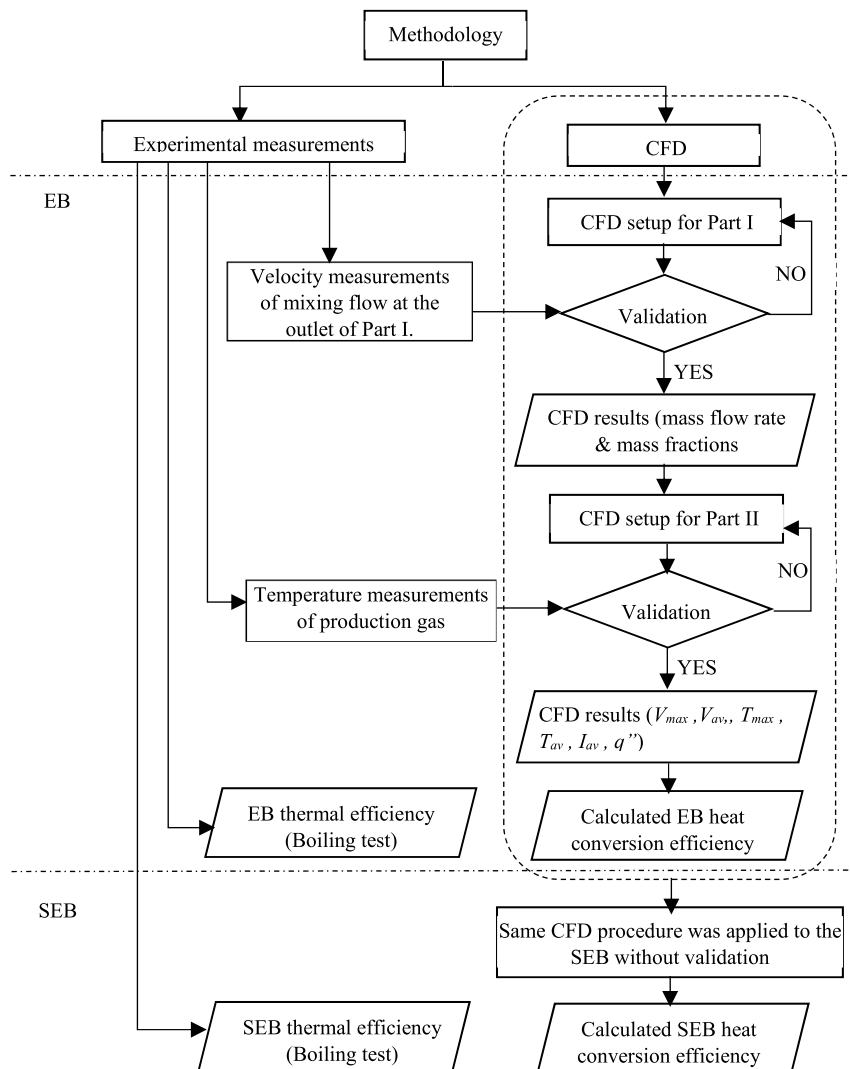 Methodology
Experimental measurements
CFD
EB
CFD setup for Part I
NO
Velocity measurements
of mixing flow at the
outlet of Part I.
Validation
YES
CFD results (mass flow rate
& mass fractions
CFD setup for Part II
NO
Temperature measurements
of production gas
Validation
YES
CFD results (Vmax , Vav,, Tmax ,
Tav , Iav , q”)
EB thermal efficiency
(Boiling test)
Calculated EB heat
conversion efficiency
SEB
Same CFD procedure was applied to the
SEB without validation
SEB thermal efficiency
(Boiling test)
Calculated SEB heat
conversion efficiency